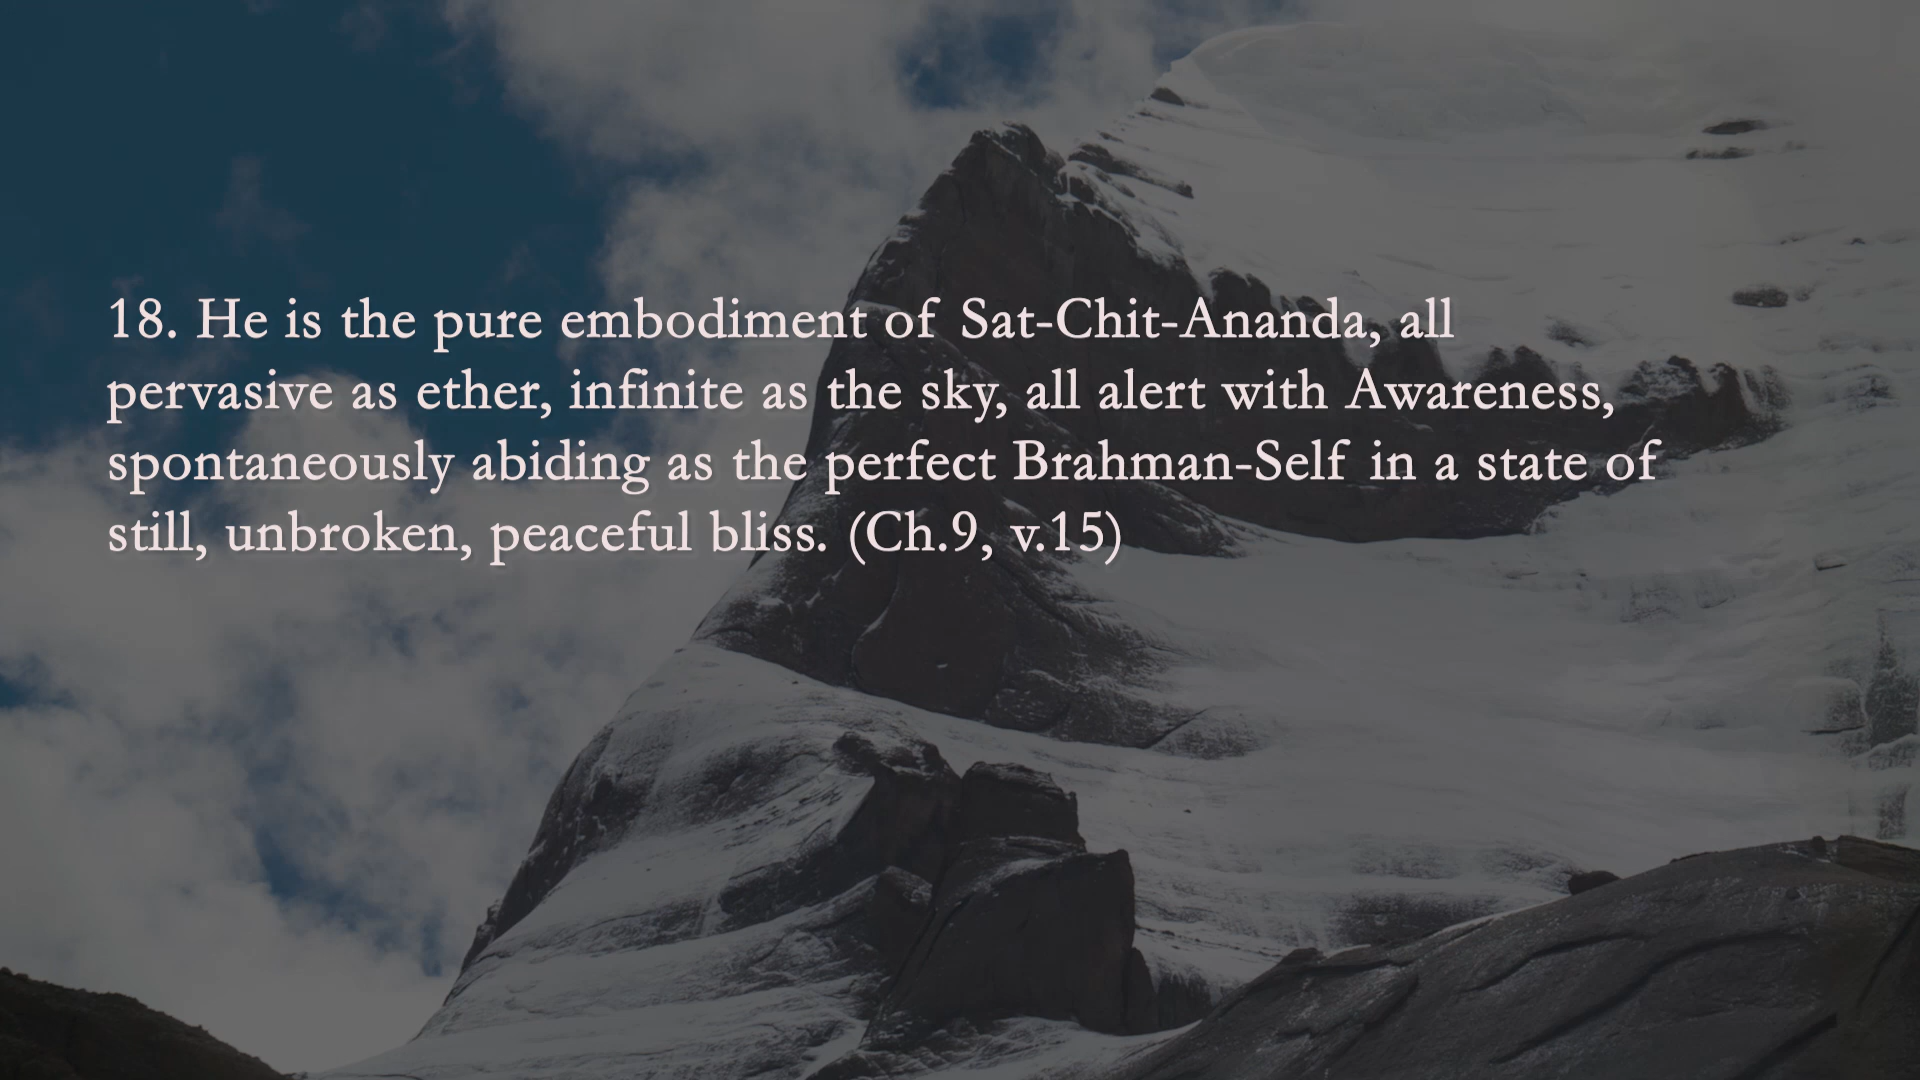 18. He is the pure embodiment of Sat-Chit-Ananda, all
pervasive as ether, infinite as the sky, all alert with Awareness,
spontaneously abiding as the perfect Brahman-Self in a state of
still, unbroken, peaceful bliss. (Ch.9, v.15)